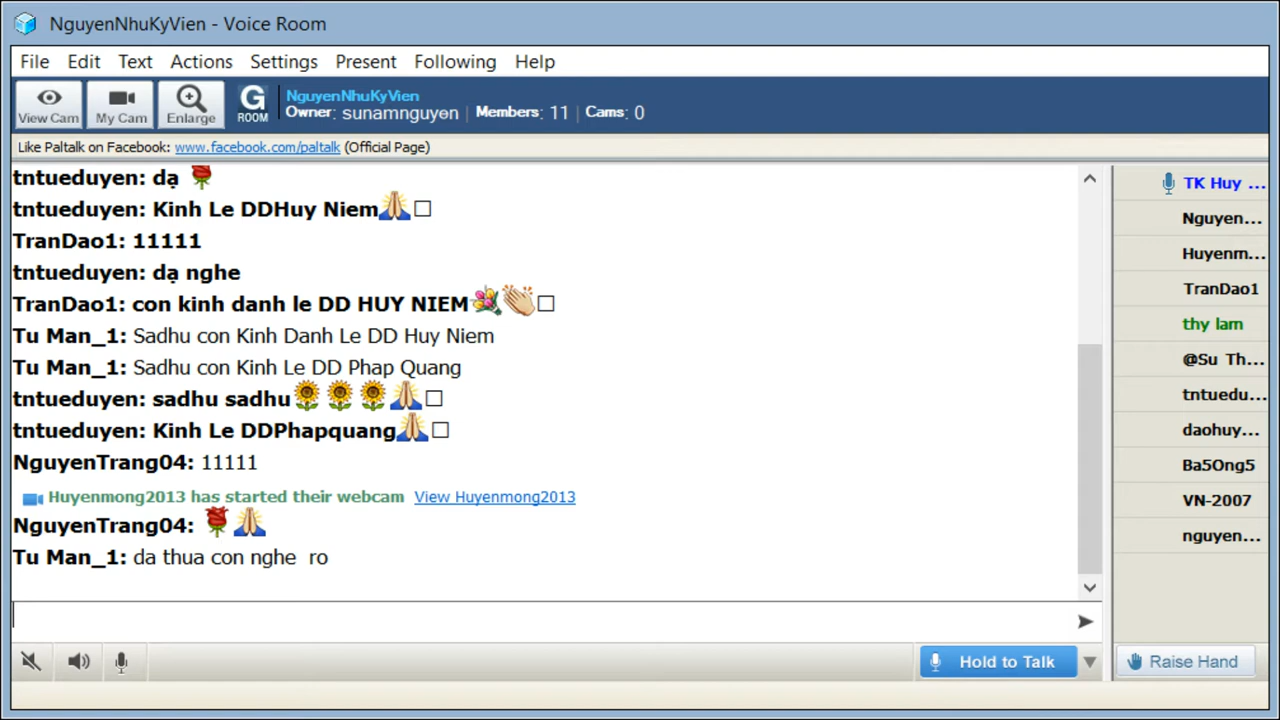 NguyenNhuKyVien - Voice Room
File Edit Text Actions Settings Present Following Help
View Cam My Cam Enlarge G ROOM
NguyenNhuKyVien
Owner: sunamnguyen | Members: 11 | Cams: 0
Like Paltalk on Facebook: www.facebook.com/paltalk (Official Page)
tntueduyen: dạ
tntueduyen: Kinh Le DDHuy Niem
TranDao1: 11111
tntueduyen: dạ nghe
TranDao1: con kinh danh le DD HUY NIEM
Tu Man_1: Sadhu con Kinh Danh Le DD Huy Niem
Tu Man_1: Sadhu con Kinh Le DD Phap Quang
tntueduyen: sadhu sadhu
tntueduyen: Kinh Le DDPhapquang
NguyenTrang04: 11111
Huyenmong2013 has started their webcam View Huyenmong2013
NguyenTrang04:
Tu Man_1: da thua con nghe ro
TK Huy ...
Nguyen...
Huyenm...
TranDao1
thy lam
@Su Th...
tntuedu...
daohuy...
Ba5Ong5
VN-2007
nguyen...
Hold to Talk
Raise Hand